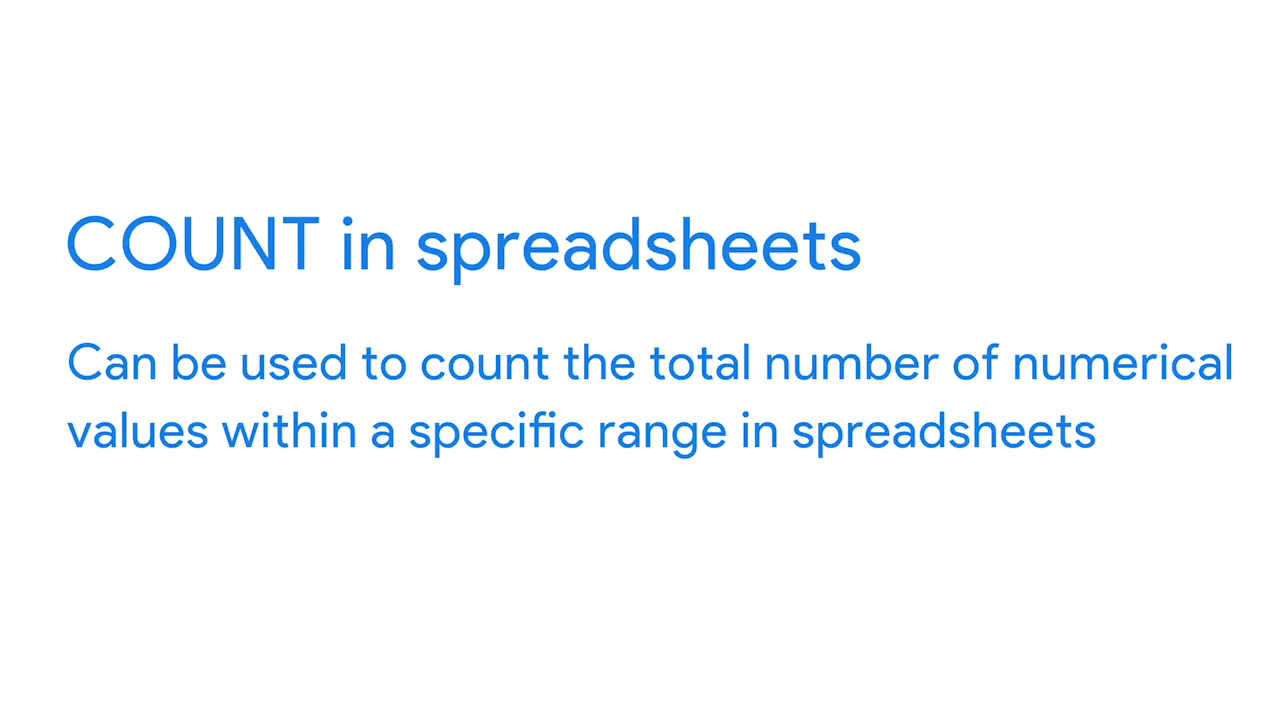 COUNT in spreadsheets
Can be used to count the total number of numerical
values within a specific range in spreadsheets